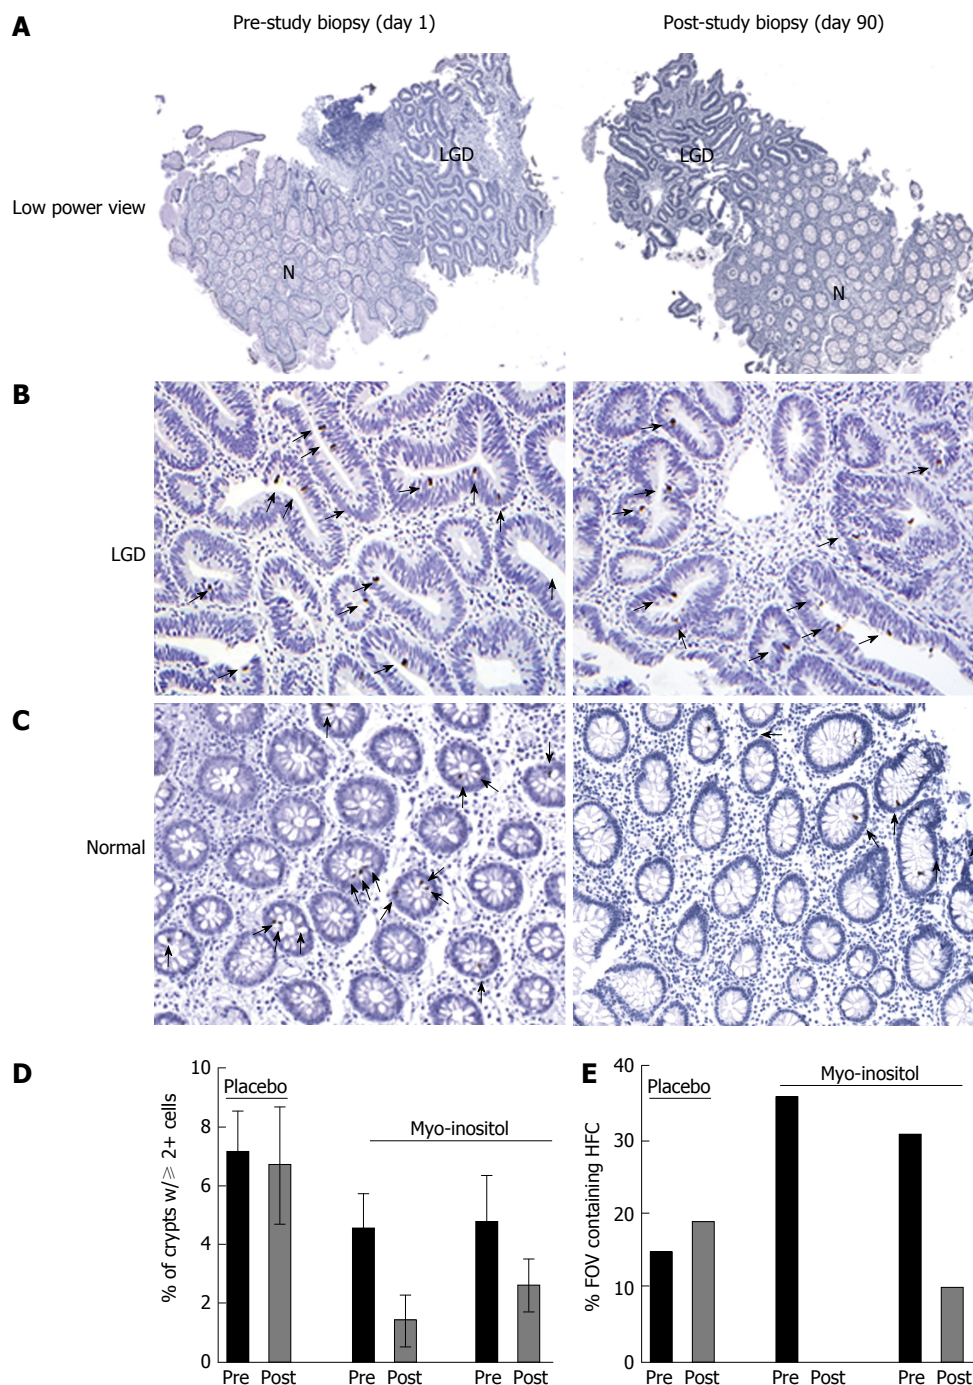 A
Pre-study biopsy (day 1)
Post-study biopsy (day 90)
Low power view
LGD
N
LGD
N
B
LGD
C
Normal
D
% of crypts w/≥ 2+ cells
10
8
6
4
2
0
Placebo
Myo-inositol
Pre Post
Pre Post
Pre Post
E
% FOV containing HFC
40
30
20
10
0
Placebo
Myo-inositol
Pre Post
Pre Post
Pre Post